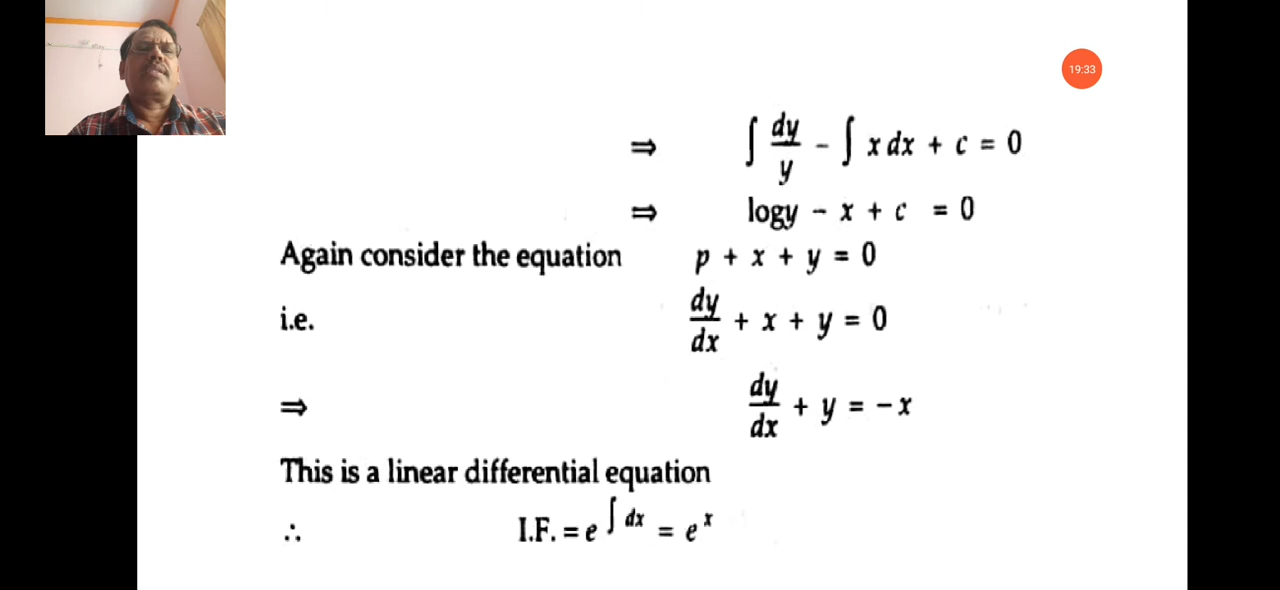 19:33
⇒ ∫ dy/y - ∫ x dx + c = 0
⇒ logy - x + c = 0
Again consider the equation p + x + y = 0
i.e. dy/dx + x + y = 0
⇒ dy/dx + y = - x
This is a linear differential equation
∴ I.F. = e^∫ dx = e^x